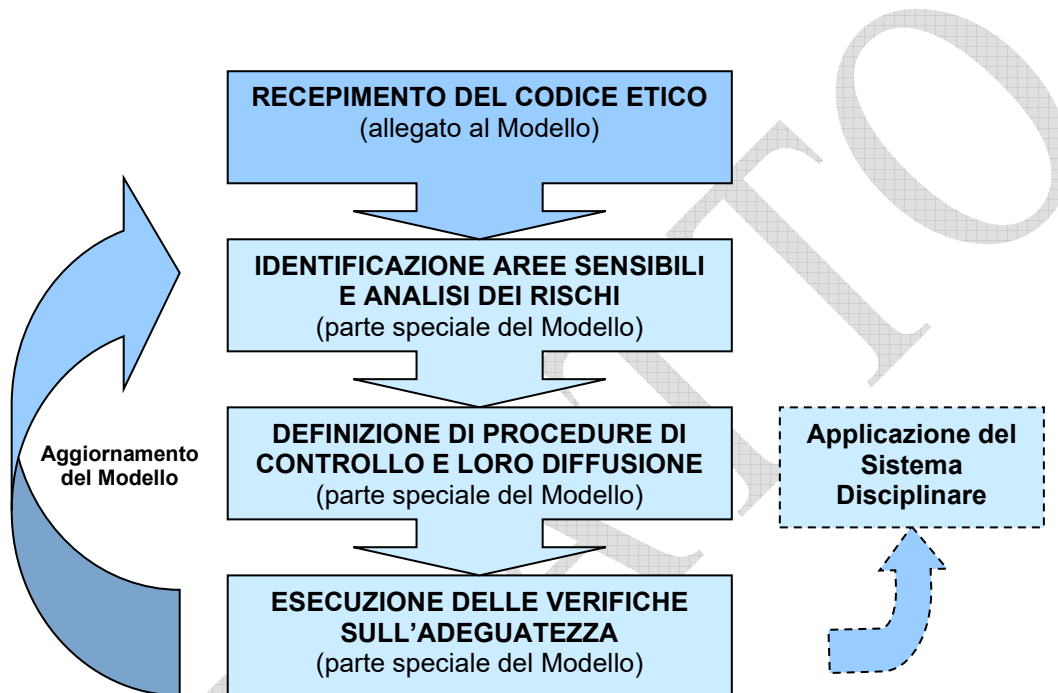 RECEPIMENTO DEL CODICE ETICO
(allegato al Modello)
IDENTIFICAZIONE AREE SENSIBILI
E ANALISI DEI RISCHI
(parte speciale del Modello)
DEFINIZIONE DI PROCEDURE DI
CONTROLLO E LORO DIFFUSIONE
(parte speciale del Modello)
Aggiornamento
del Modello
Applicazione del
Sistema
Disciplinare
ESECUZIONE DELLE VERIFICHE
SULL’ADEGUATEZZA
(parte speciale del Modello)